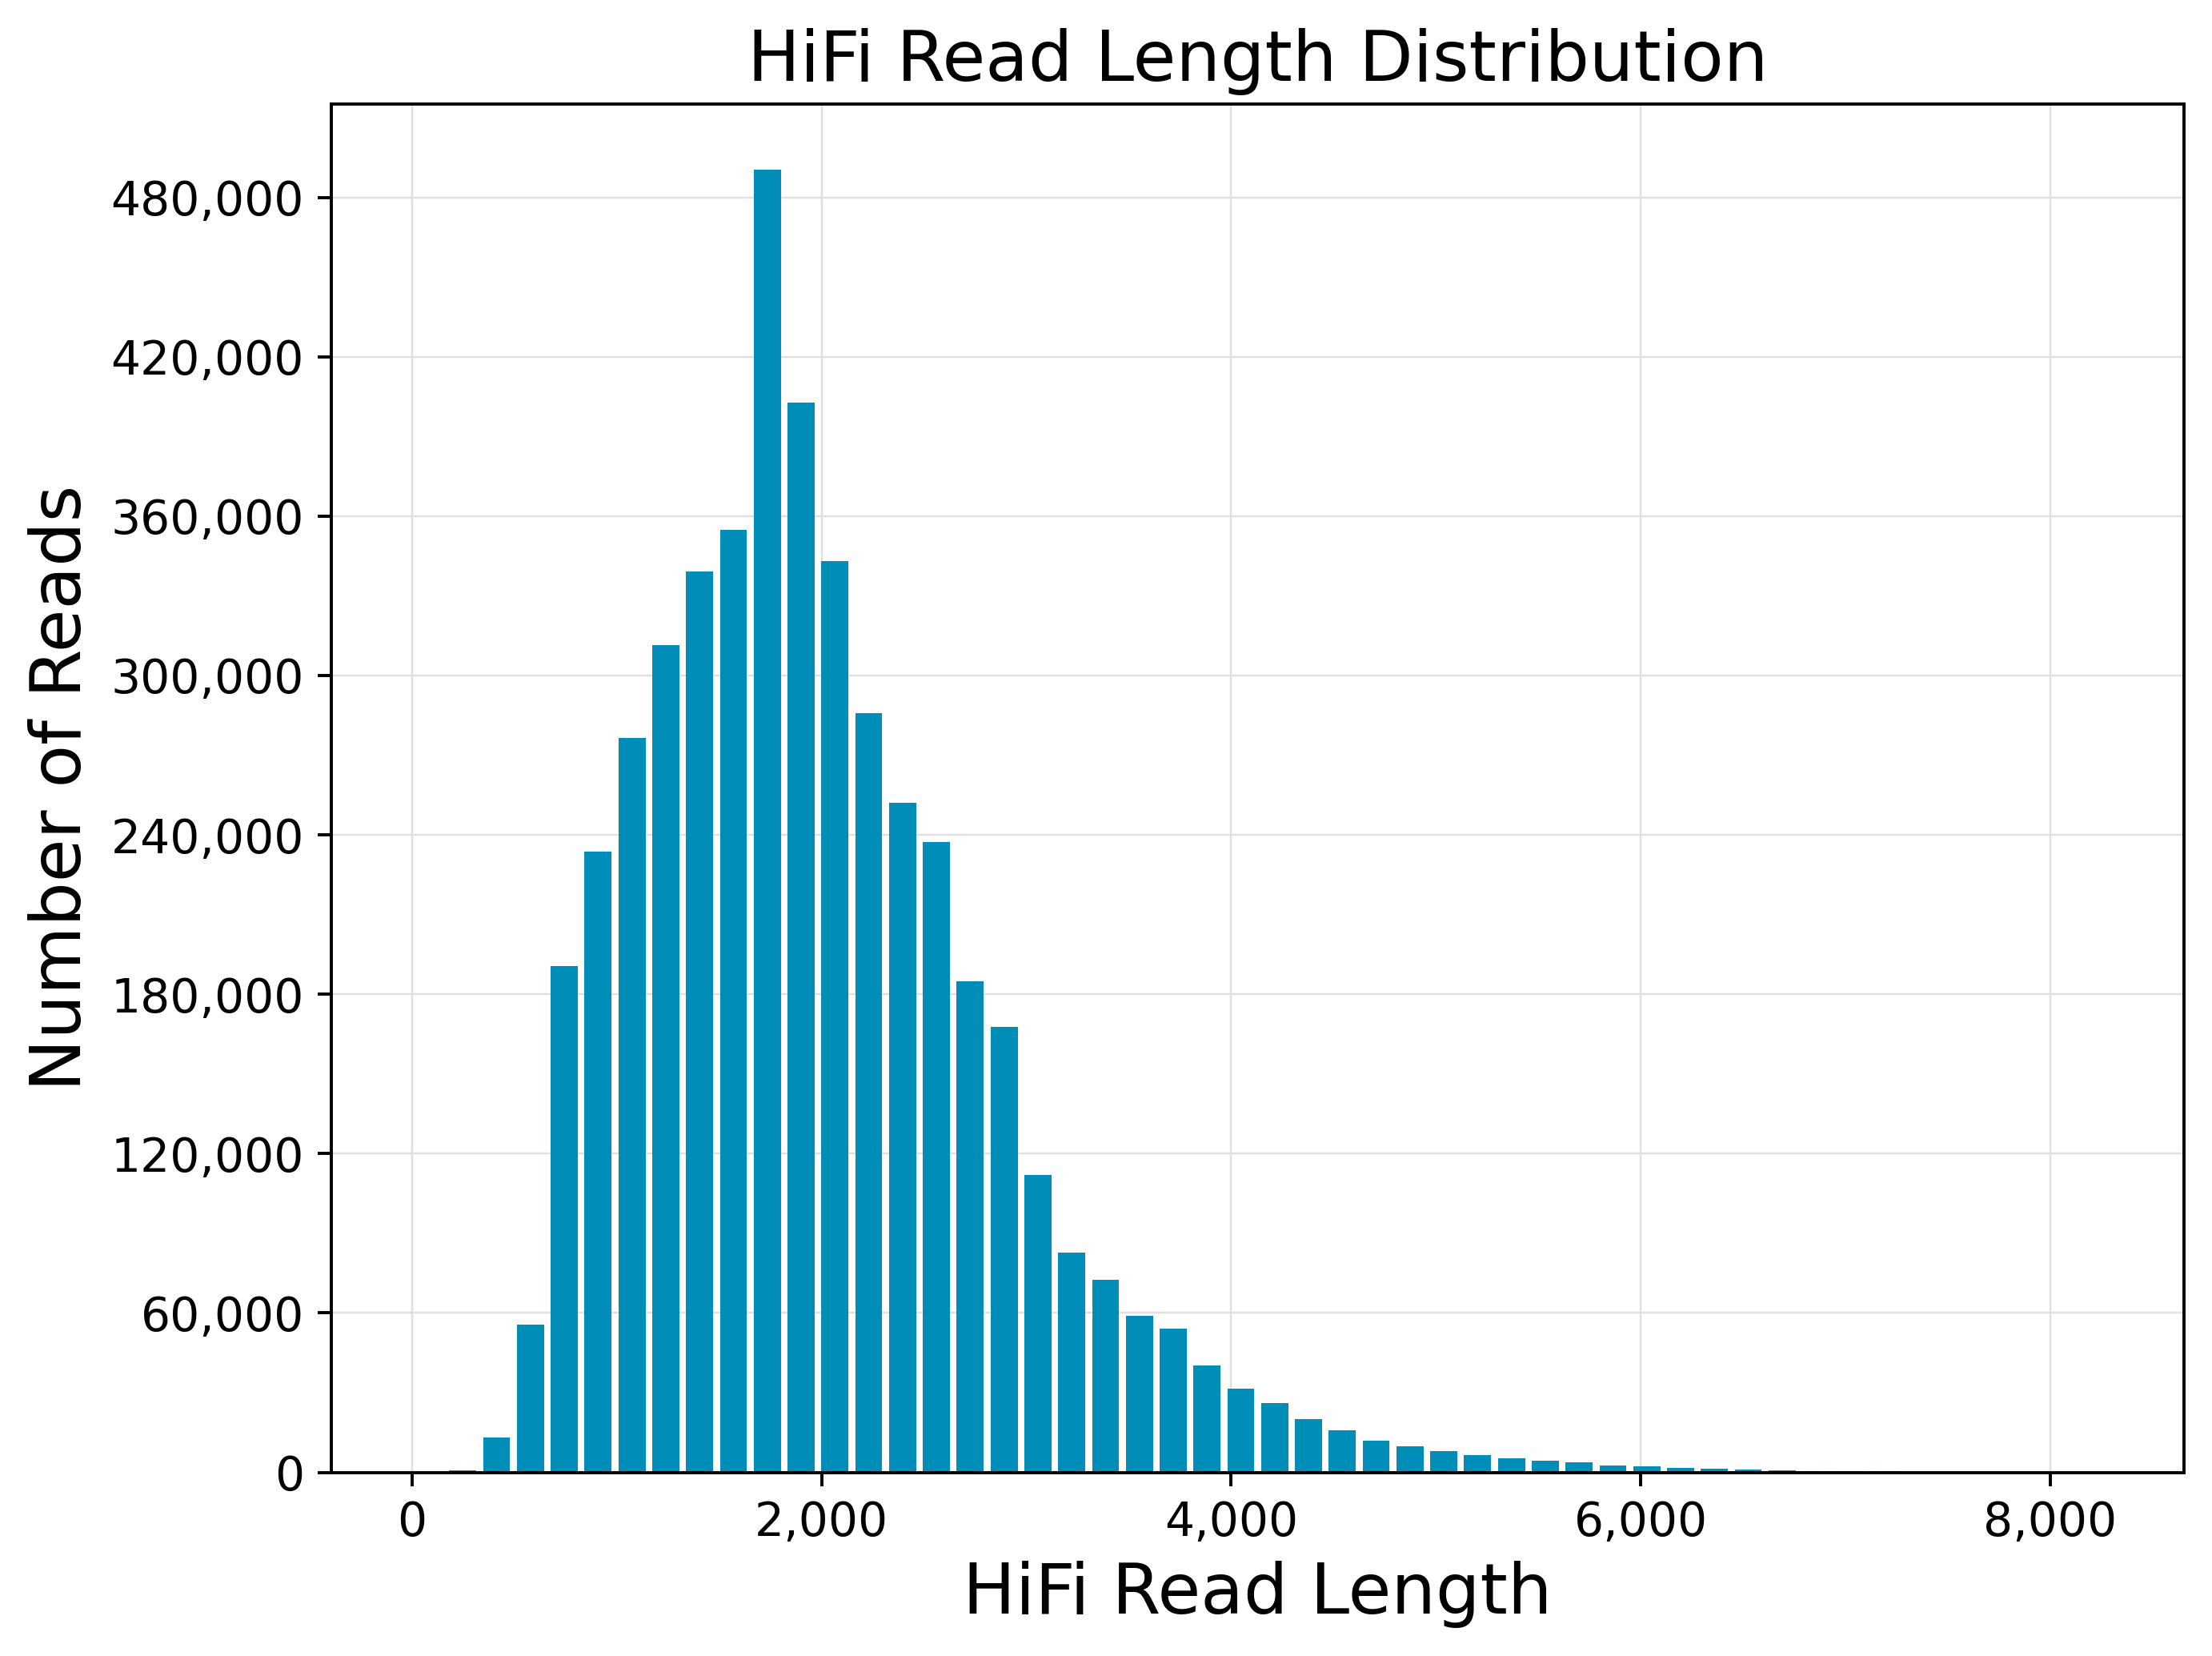 HiFi Read Length Distribution
Number of Reads
480,000
420,000
360,000
300,000
240,000
180,000
120,000
60,000
0
0 2,000 4,000 6,000 8,000
HiFi Read Length